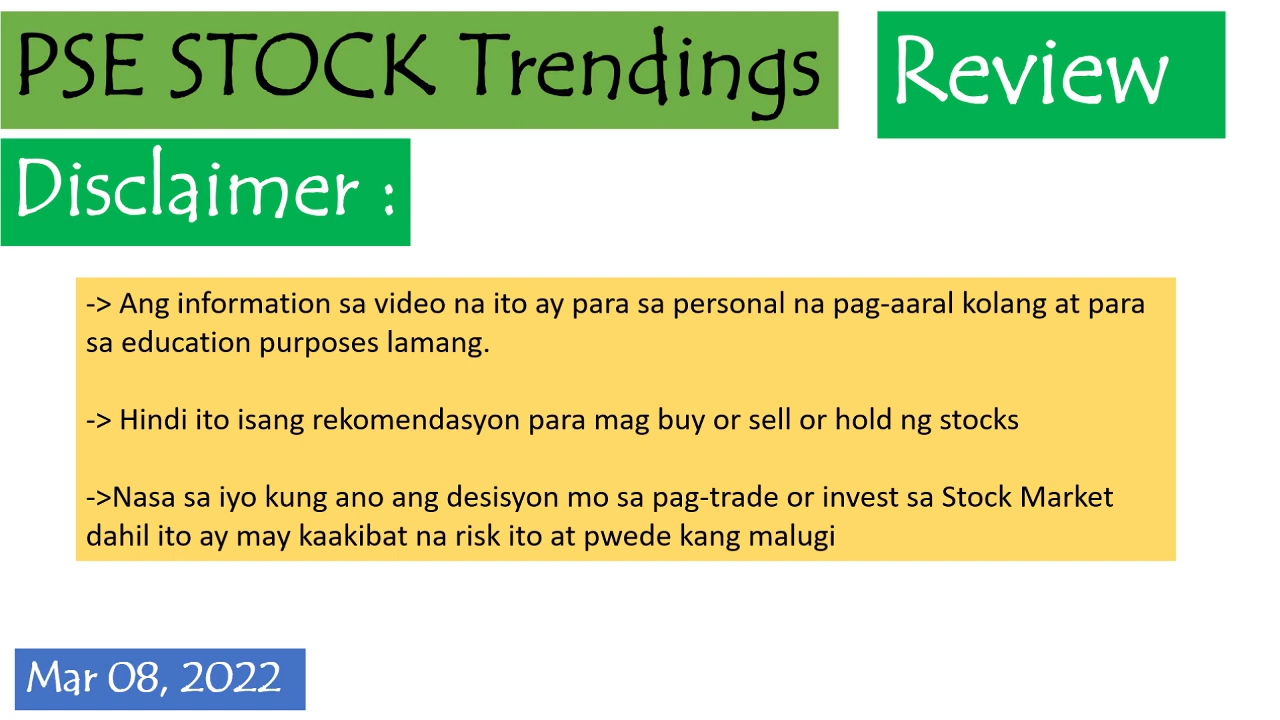 PSE STOCK Trendings Review
Disclaimer :
-> Ang information sa video na ito ay para sa personal na pag-aaral kolang at para
sa education purposes lamang.
-> Hindi ito isang rekomendasyon para mag buy or sell or hold ng stocks
->Nasa sa iyo kung ano ang desisyon mo sa pag-trade or invest sa Stock Market
dahil ito ay may kaakibat na risk ito at pwede kang malugi
Mar 08, 2022